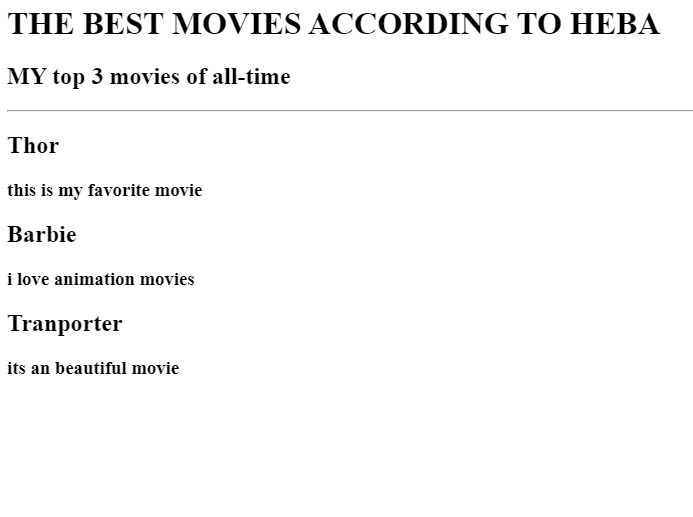 THE BEST MOVIES ACCORDING TO HEBA
MY top 3 movies of all-time
Thor
this is my favorite movie
Barbie
i love animation movies
Tranporter
its an beautiful movie